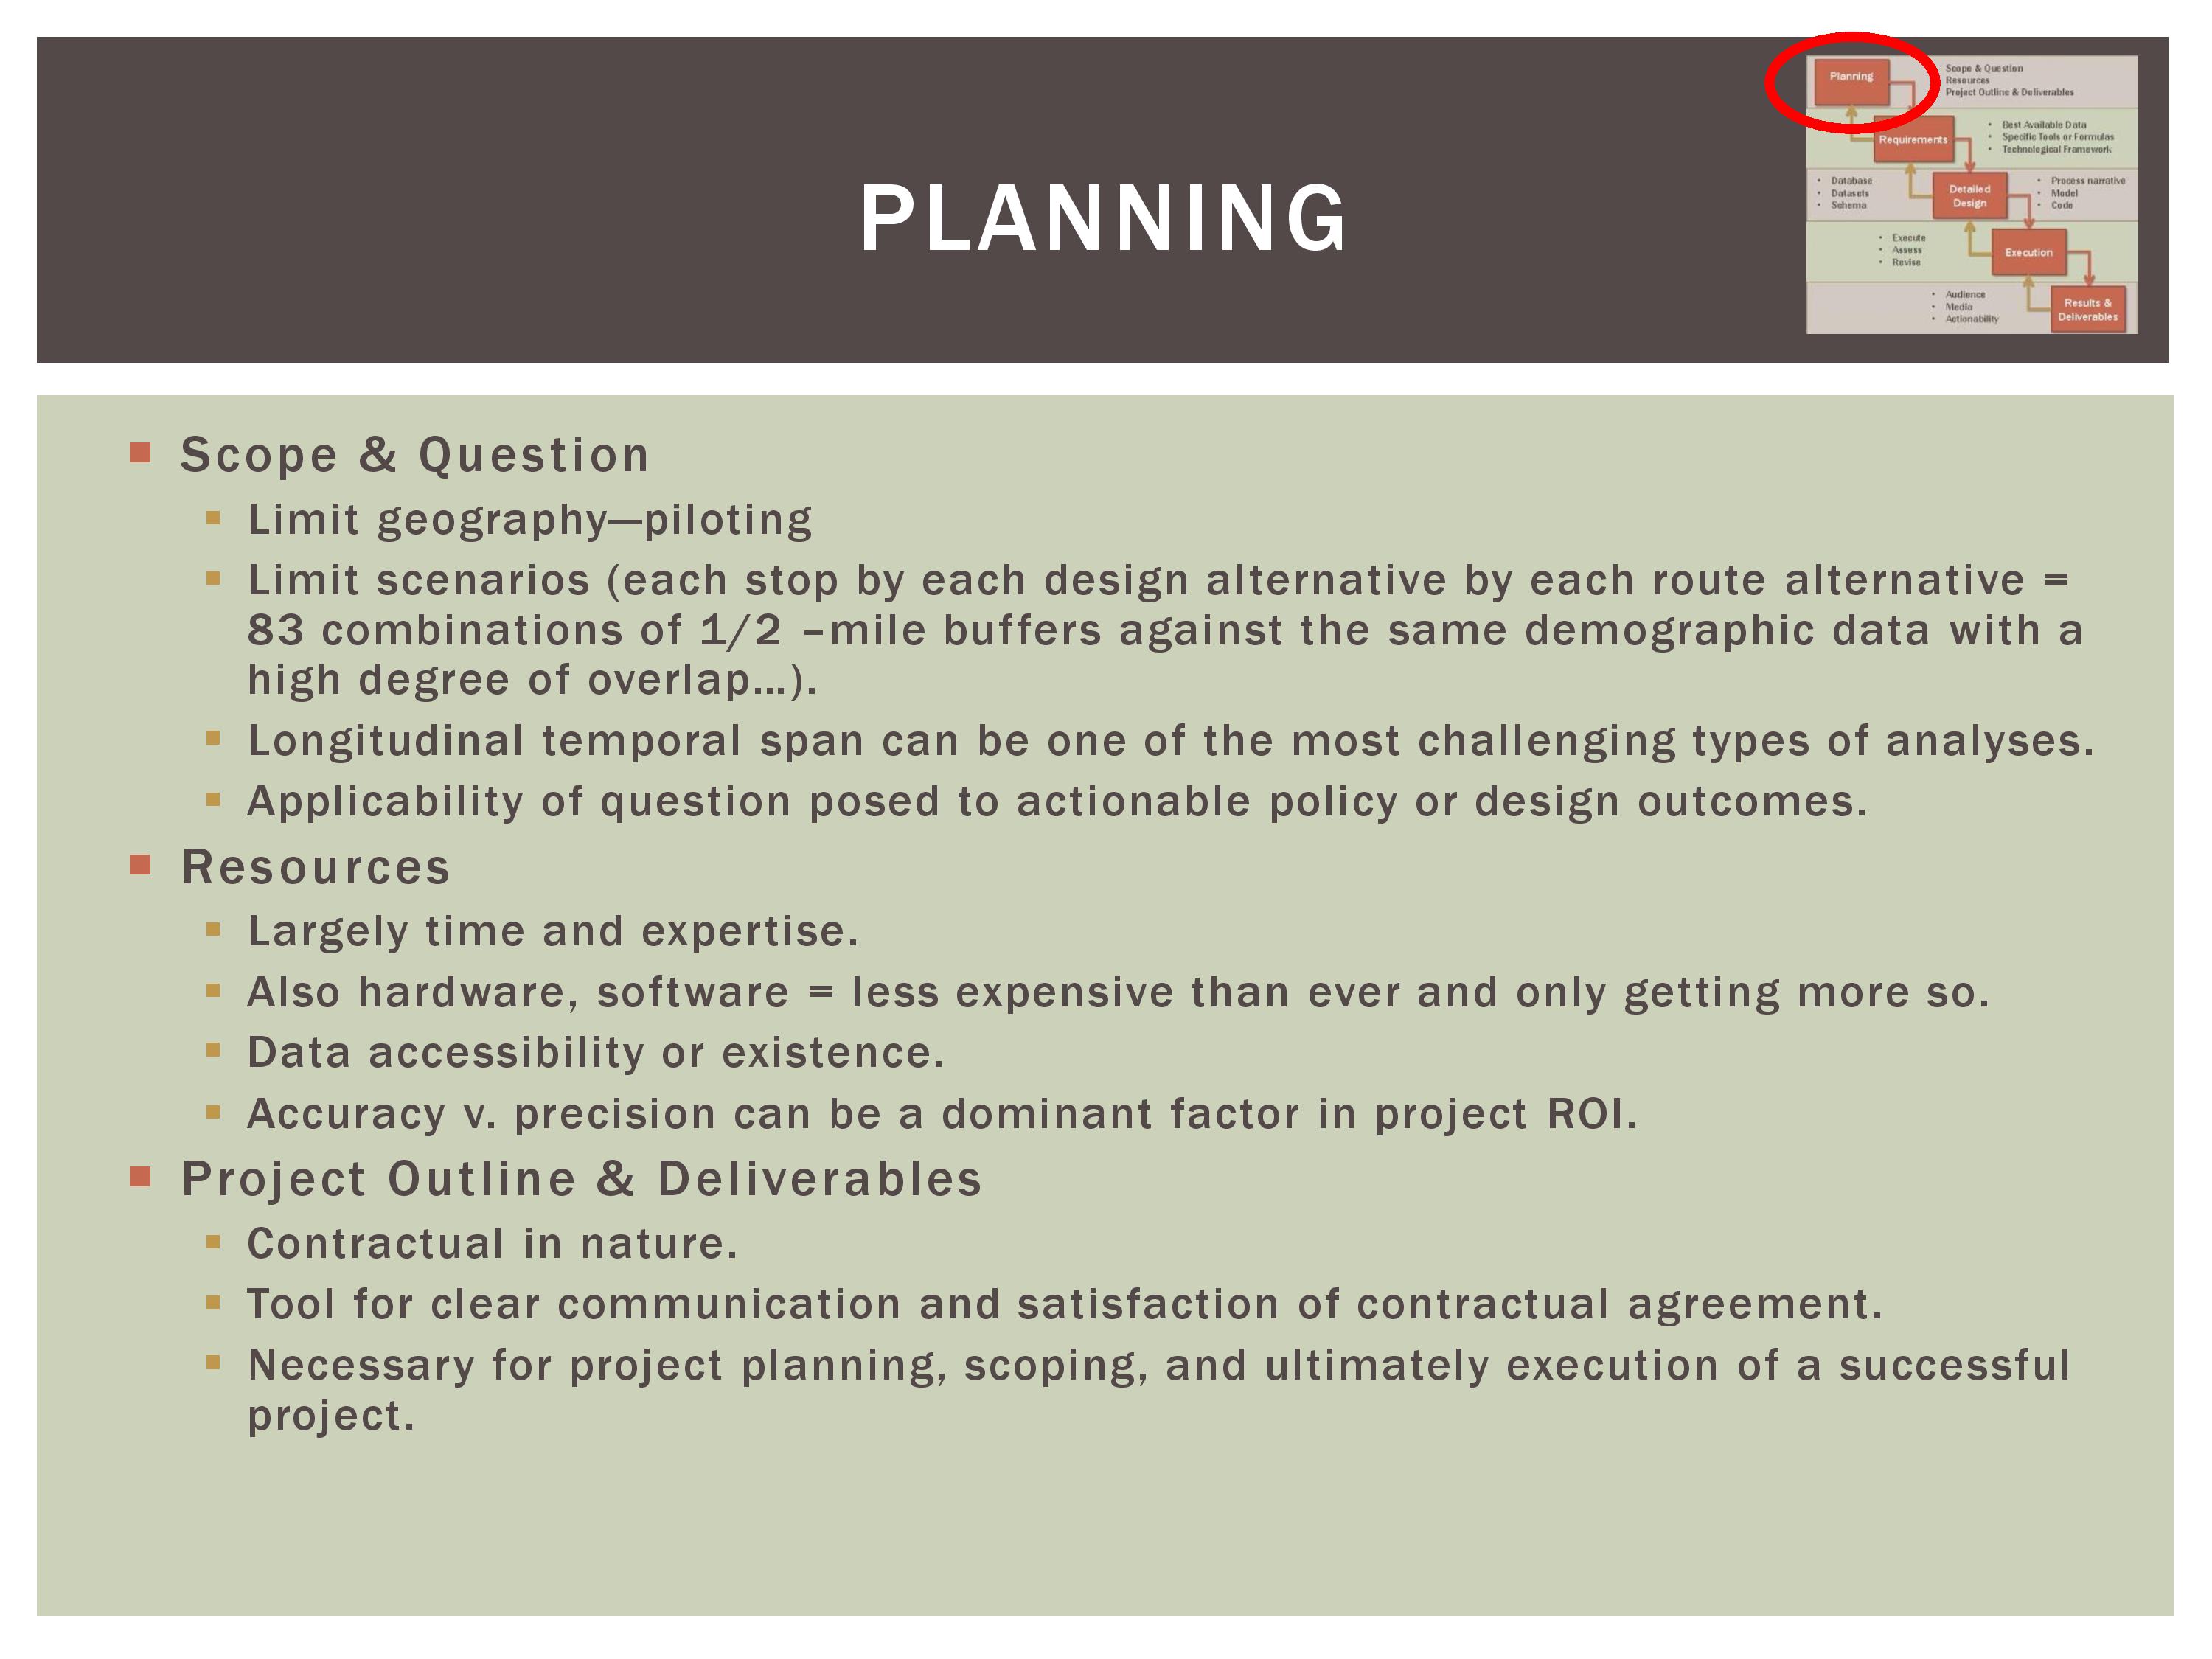 PLANNING
Planning
Scope & Question
Resources
Project Outline & Deliverables
Requirements
• Best Available Data
• Specific Tools or Formulas
• Technological Framework
• Database
• Datasets
• Schema
Detailed
Design
• Process narrative
• Model
• Code
• Execute
• Assess
• Revise
Execution
• Audience
• Media
• Actionability
Results &
Deliverables
▪ Scope & Question
▪ Limit geography—piloting
▪ Limit scenarios (each stop by each design alternative by each route alternative =
83 combinations of 1/2 –mile buffers against the same demographic data with a
high degree of overlap…).
▪ Longitudinal temporal span can be one of the most challenging types of analyses.
▪ Applicability of question posed to actionable policy or design outcomes.
▪ Resources
▪ Largely time and expertise.
▪ Also hardware, software = less expensive than ever and only getting more so.
▪ Data accessibility or existence.
▪ Accuracy v. precision can be a dominant factor in project ROI.
▪ Project Outline & Deliverables
▪ Contractual in nature.
▪ Tool for clear communication and satisfaction of contractual agreement.
▪ Necessary for project planning, scoping, and ultimately execution of a successful
project.